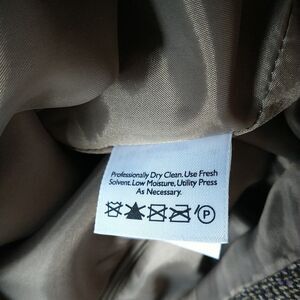 Professionally Dry Clean. Use Fresh
Solvent. Low Moisture, Utility Press
As Necessary.
P